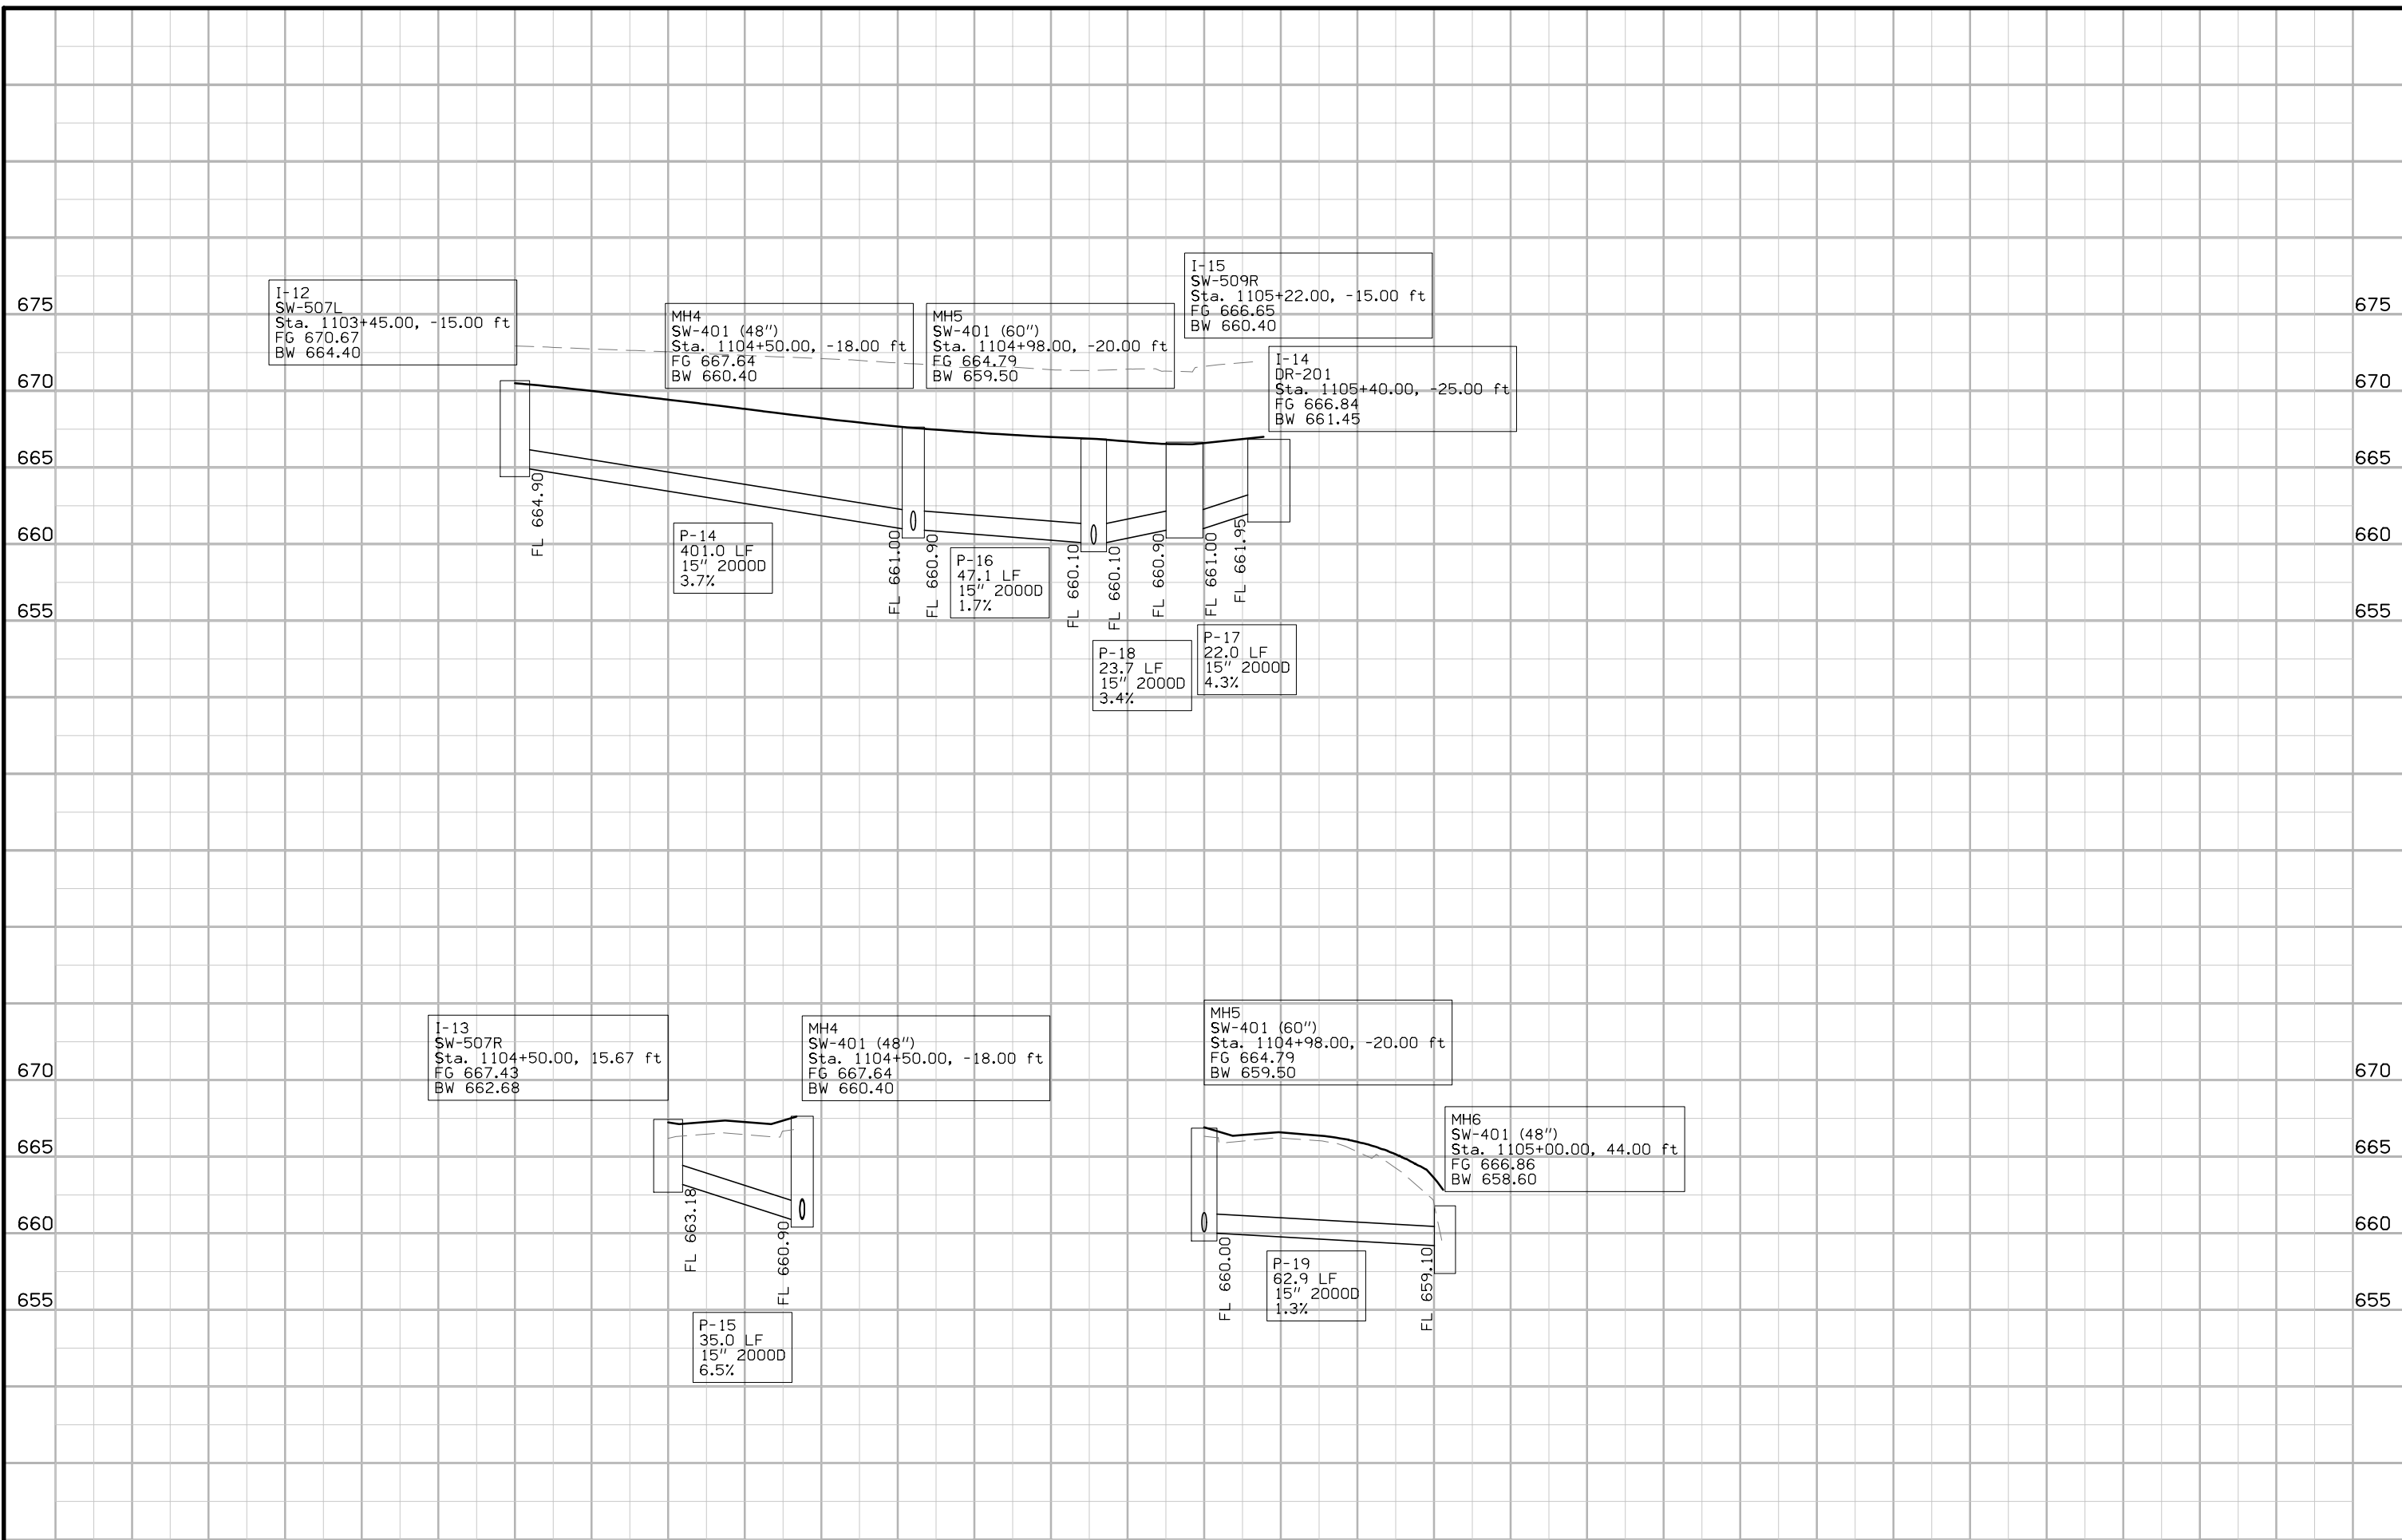 I-15
SW-509R
Sta. 1105+22.00, -15.00 ft
FG 666.65
BW 660.40
I-12
SW-507L
Sta. 1103+45.00, -15.00 ft
FG 670.67
BW 664.40
MH4
SW-401 (48")
Sta. 1104+50.00, -18.00 ft
FG 667.64
BW 660.40
MH5
SW-401 (60")
Sta. 1104+98.00, -20.00 ft
FG 664.79
BW 659.50
I-14
DR-201
Sta. 1105+40.00, -25.00 ft
FG 666.84
BW 661.45
675
675
670
670
665
665
660
660
655
655
FL 664.90
FL 661.00
FL 660.90
FL 660.10
FL 660.10
FL 660.90
FL 661.00
FL 661.95
P-14
401.0 LF
15" 2000D
3.7%
P-16
47.1 LF
15" 2000D
1.7%
P-18
23.7 LF
15" 2000D
3.4%
P-17
22.0 LF
15" 2000D
4.3%
I-13
SW-507R
Sta. 1104+50.00, 15.67 ft
FG 667.43
BW 662.68
MH4
SW-401 (48")
Sta. 1104+50.00, -18.00 ft
FG 667.64
BW 660.40
MH5
SW-401 (60")
Sta. 1104+98.00, -20.00 ft
FG 664.79
BW 659.50
MH6
SW-401 (48")
Sta. 1105+00.00, 44.00 ft
FG 666.86
BW 658.60
670
670
665
665
660
660
655
655
FL 663.18
FL 660.90
FL 660.00
FL 659.10
P-15
35.0 LF
15" 2000D
6.5%
P-19
62.9 LF
15" 2000D
1.3%